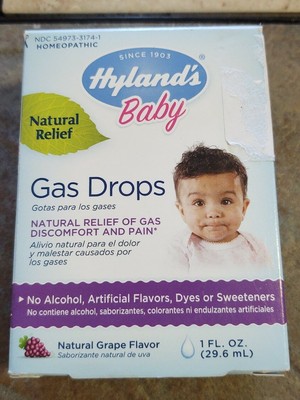 NDC 54973-3174-1
HOMEOPATHIC
SINCE 1903
Hyland's
Baby
Natural
Relief
Gas Drops
Gotas para los gases
NATURAL RELIEF OF GAS
DISCOMFORT AND PAIN*
Alivio natural para el dolor
y malestar causados por
los gases
No Alcohol, Artificial Flavors, Dyes or Sweeteners
No contiene alcohol, saborizantes, colorantes ni endulzantes artificiales
Natural Grape Flavor
Saborizante natural de uva
1 FL. OZ.
(29.6 mL)